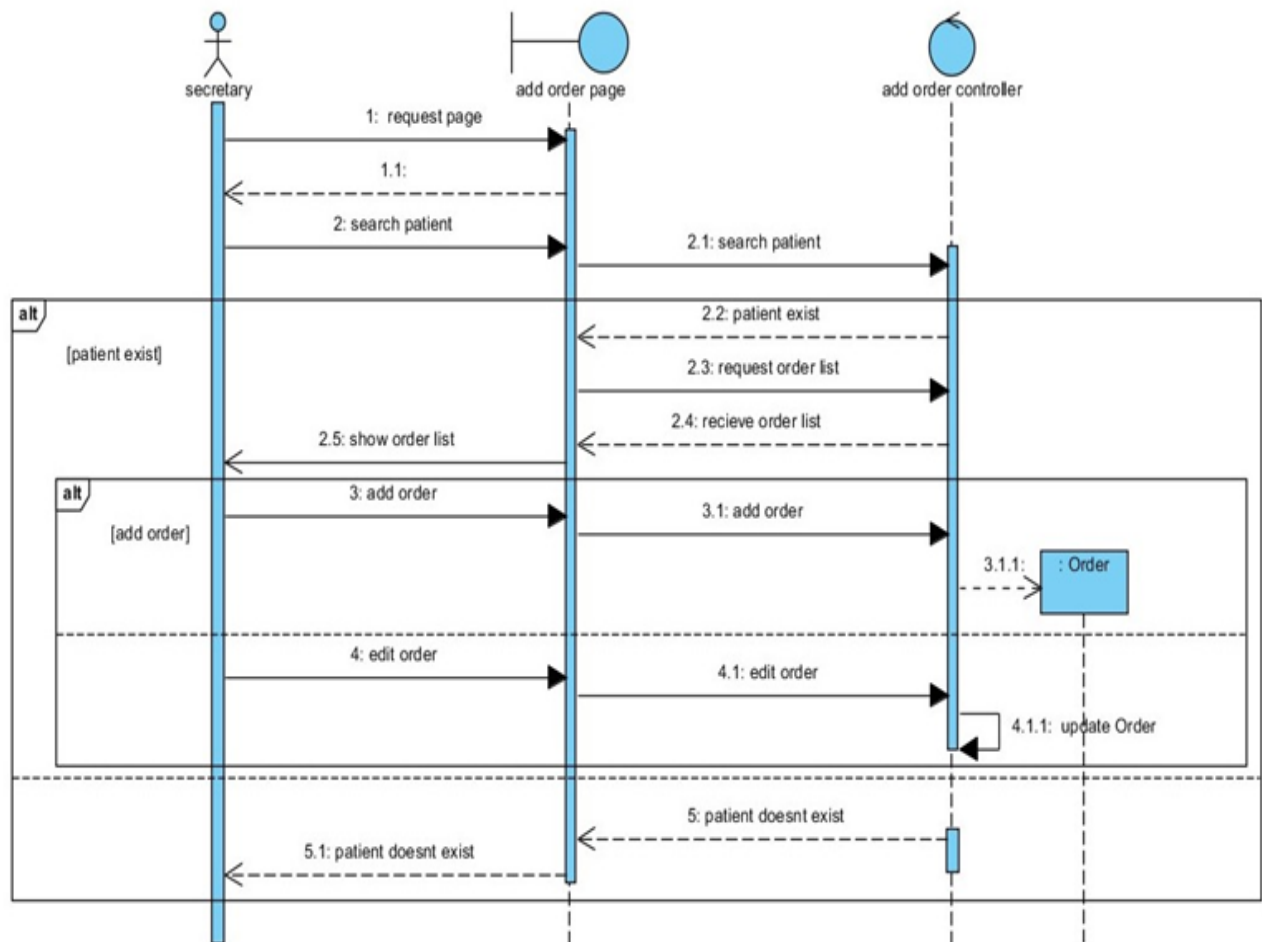 secretary
add order page
add order controller
1: request page
1.1:
2: search patient
2.1: search patient
alt
2.2: patient exist
[patient exist]
2.3: request order list
2.4: recieve order list
2.5: show order list
alt
3: add order
3.1: add order
[add order]
3.1.1:
: Order
4: edit order
4.1: edit order
4.1.1: update Order
5: patient doesnt exist
5.1: patient doesnt exist